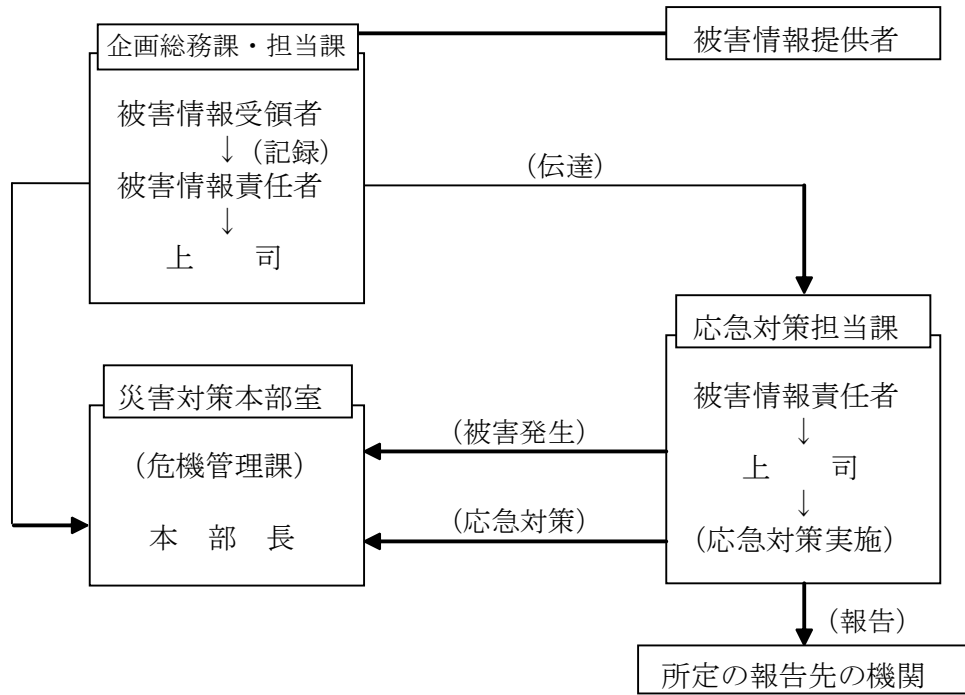 企画総務課・担当課
被害情報提供者
被害情報受領者
↓(記録)
被害情報責任者
↓
上　　司
(伝達)
応急対策担当課
被害情報責任者
↓
上　　司
↓
(応急対策実施)
災害対策本部室
(危機管理課)
本　部　長
(被害発生)
(応急対策)
(報告)
所定の報告先の機関